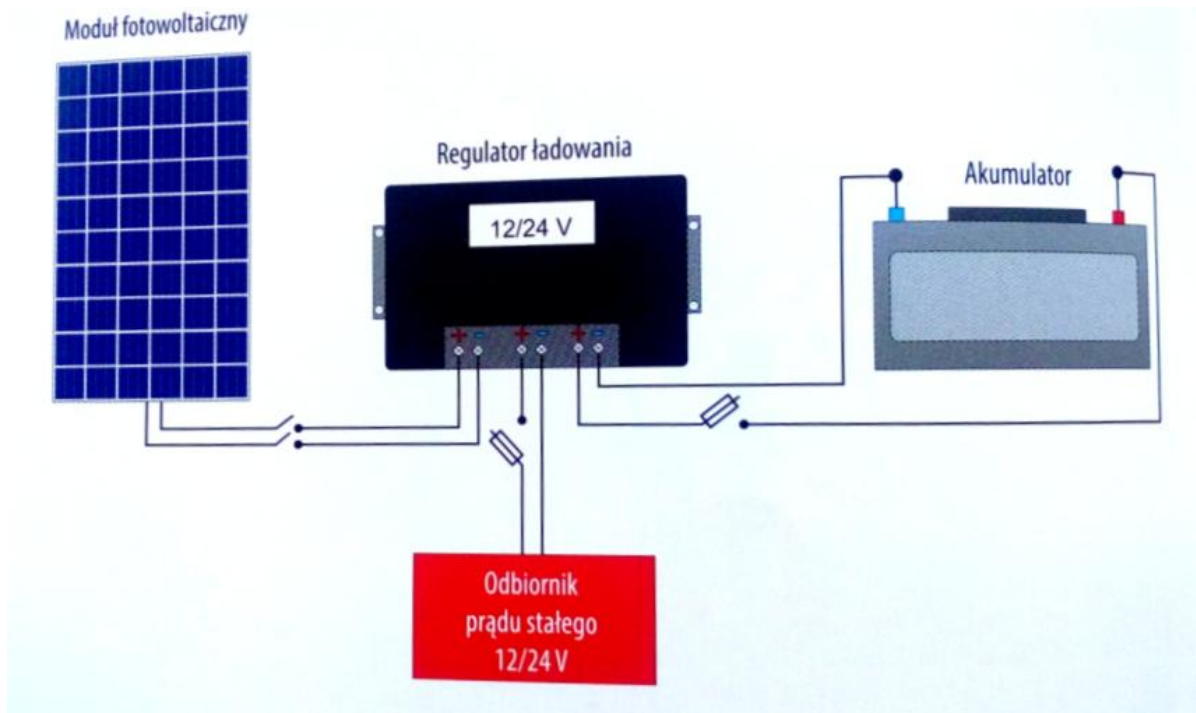 Moduł fotowoltaiczny
Regulator ładowania
12/24 V
Akumulator
+ - + - + -
Odbiornik
prądu stałego
12/24 V